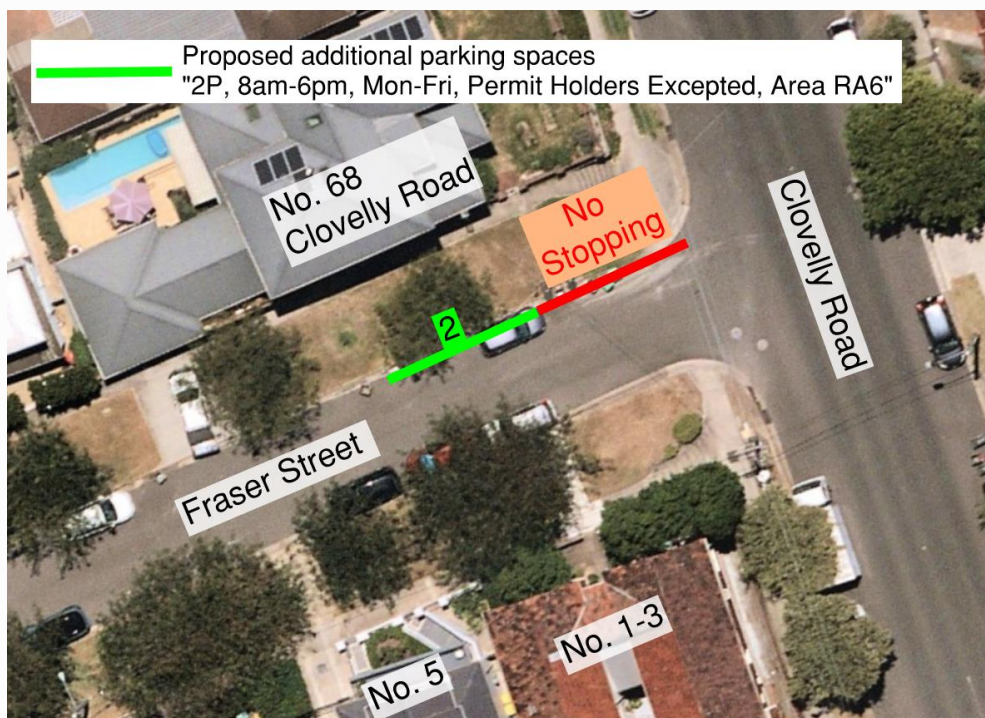 Proposed additional parking spaces
"2P, 8am-6pm, Mon-Fri, Permit Holders Excepted, Area RA6"
No. 68
Clovelly Road
No
Stopping
Clovelly Road
2
Fraser Street
No. 1-3
No. 5